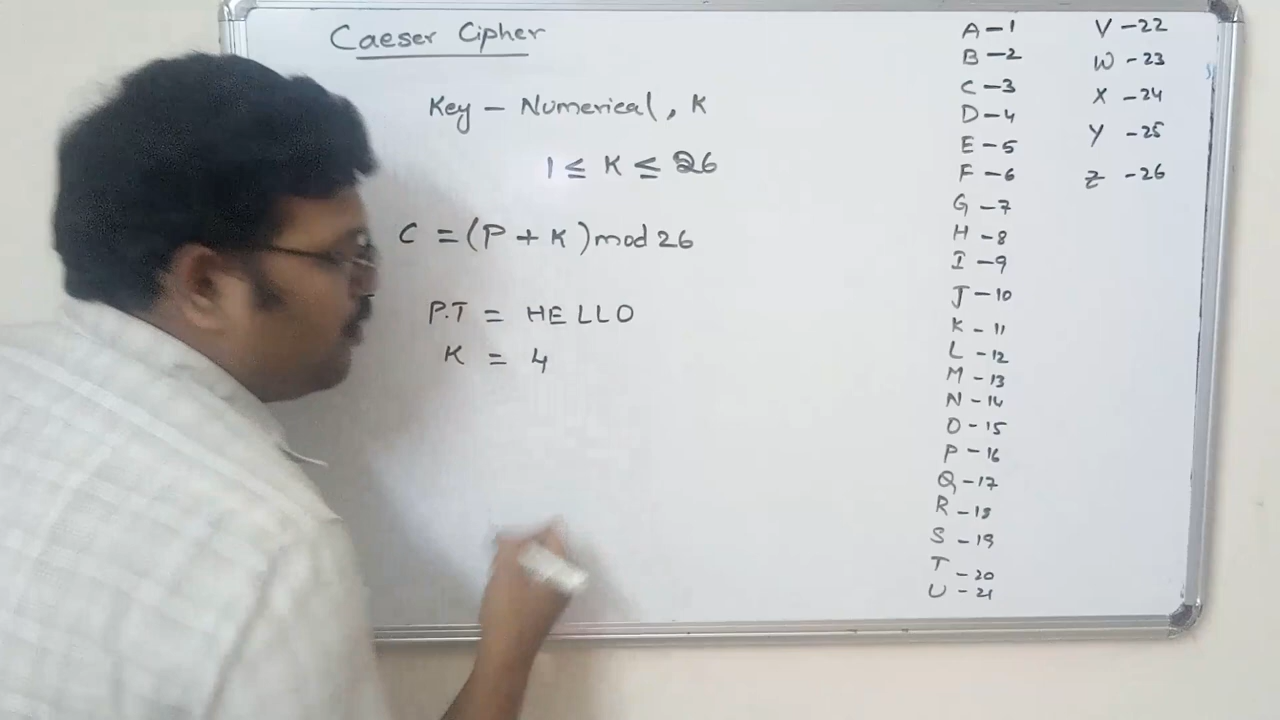 Caeser Cipher
Key - Numerical, K
1 ≤ K ≤ 26
C = (P + K) mod 26
P.T = HELLO
K = 4
A - 1
B - 2
C - 3
D - 4
E - 5
F - 6
G - 7
H - 8
I - 9
J - 10
K - 11
L - 12
M - 13
N - 14
O - 15
P - 16
Q - 17
R - 18
S - 19
T - 20
U - 21
V - 22
W - 23
X - 24
Y - 25
Z - 26